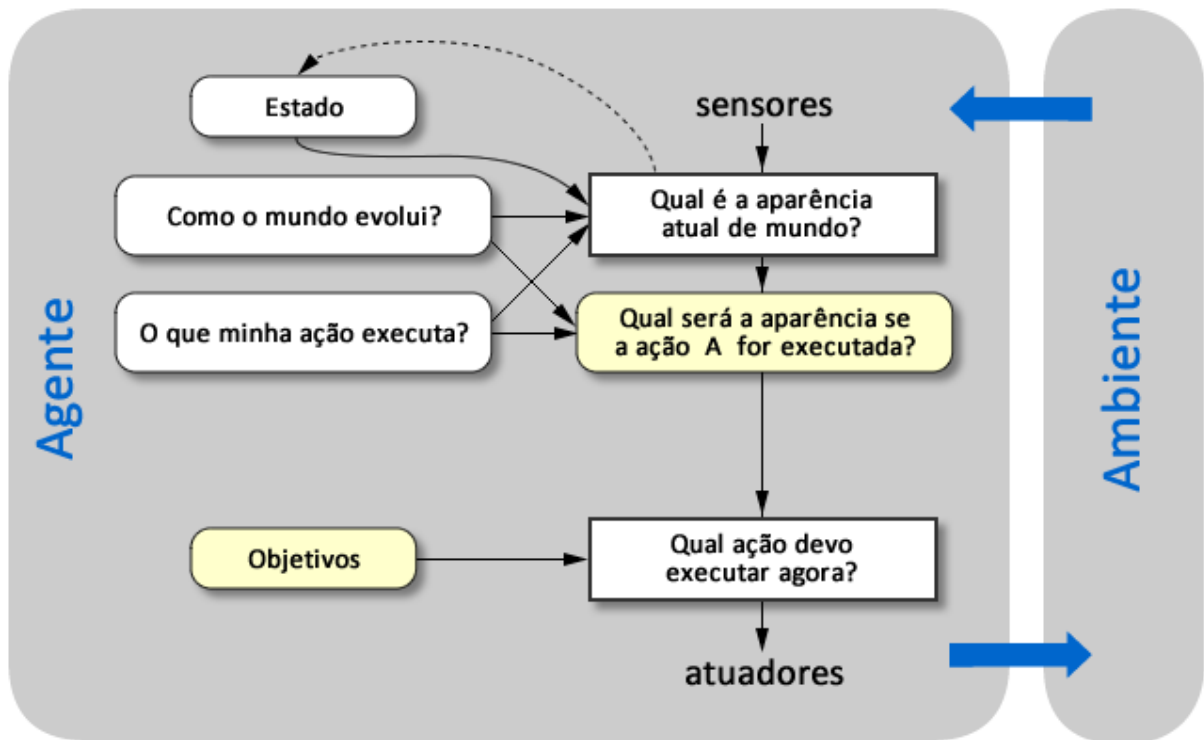 Estado
sensores
Como o mundo evolui?
Qual é a aparência
atual de mundo?
O que minha ação executa?
Qual será a aparência se
a ação A for executada?
Agente
Ambiente
Objetivos
Qual ação devo
executar agora?
atuadores